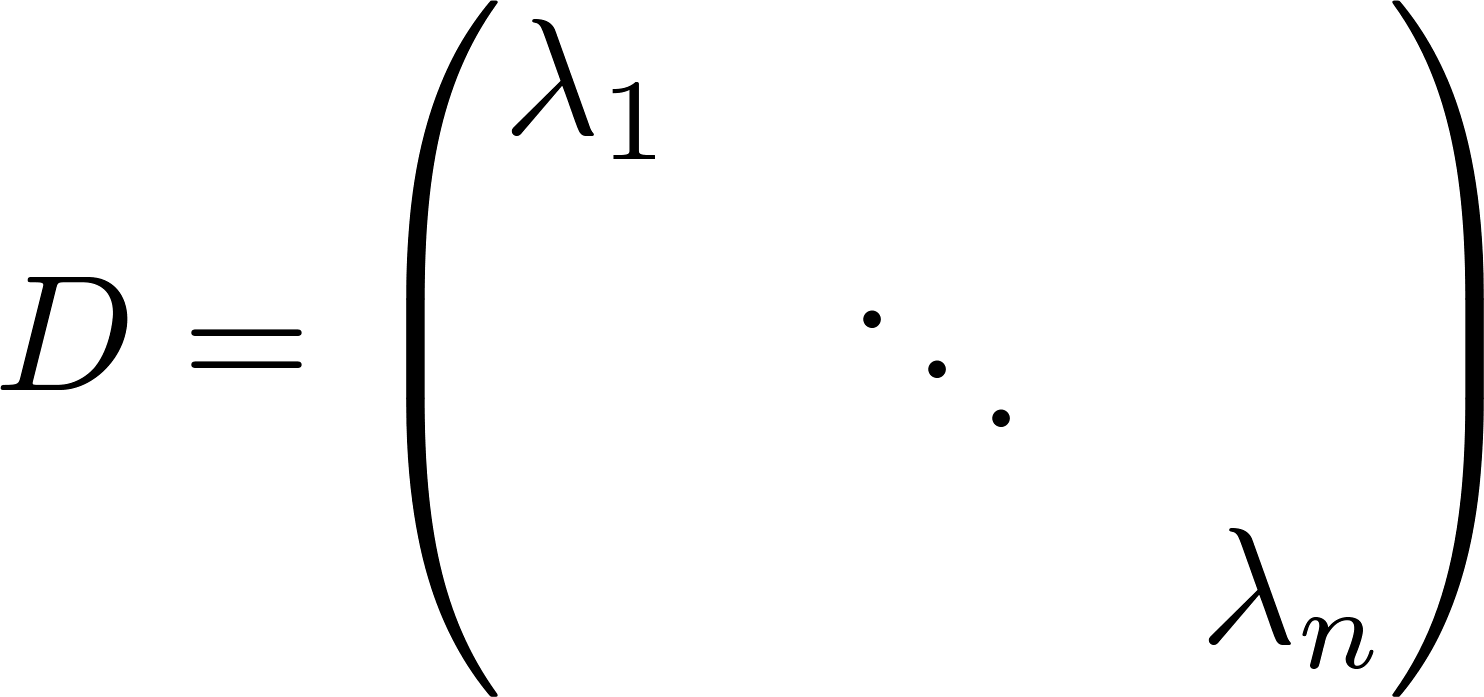 D = ( λ₁
⋱
λₙ )